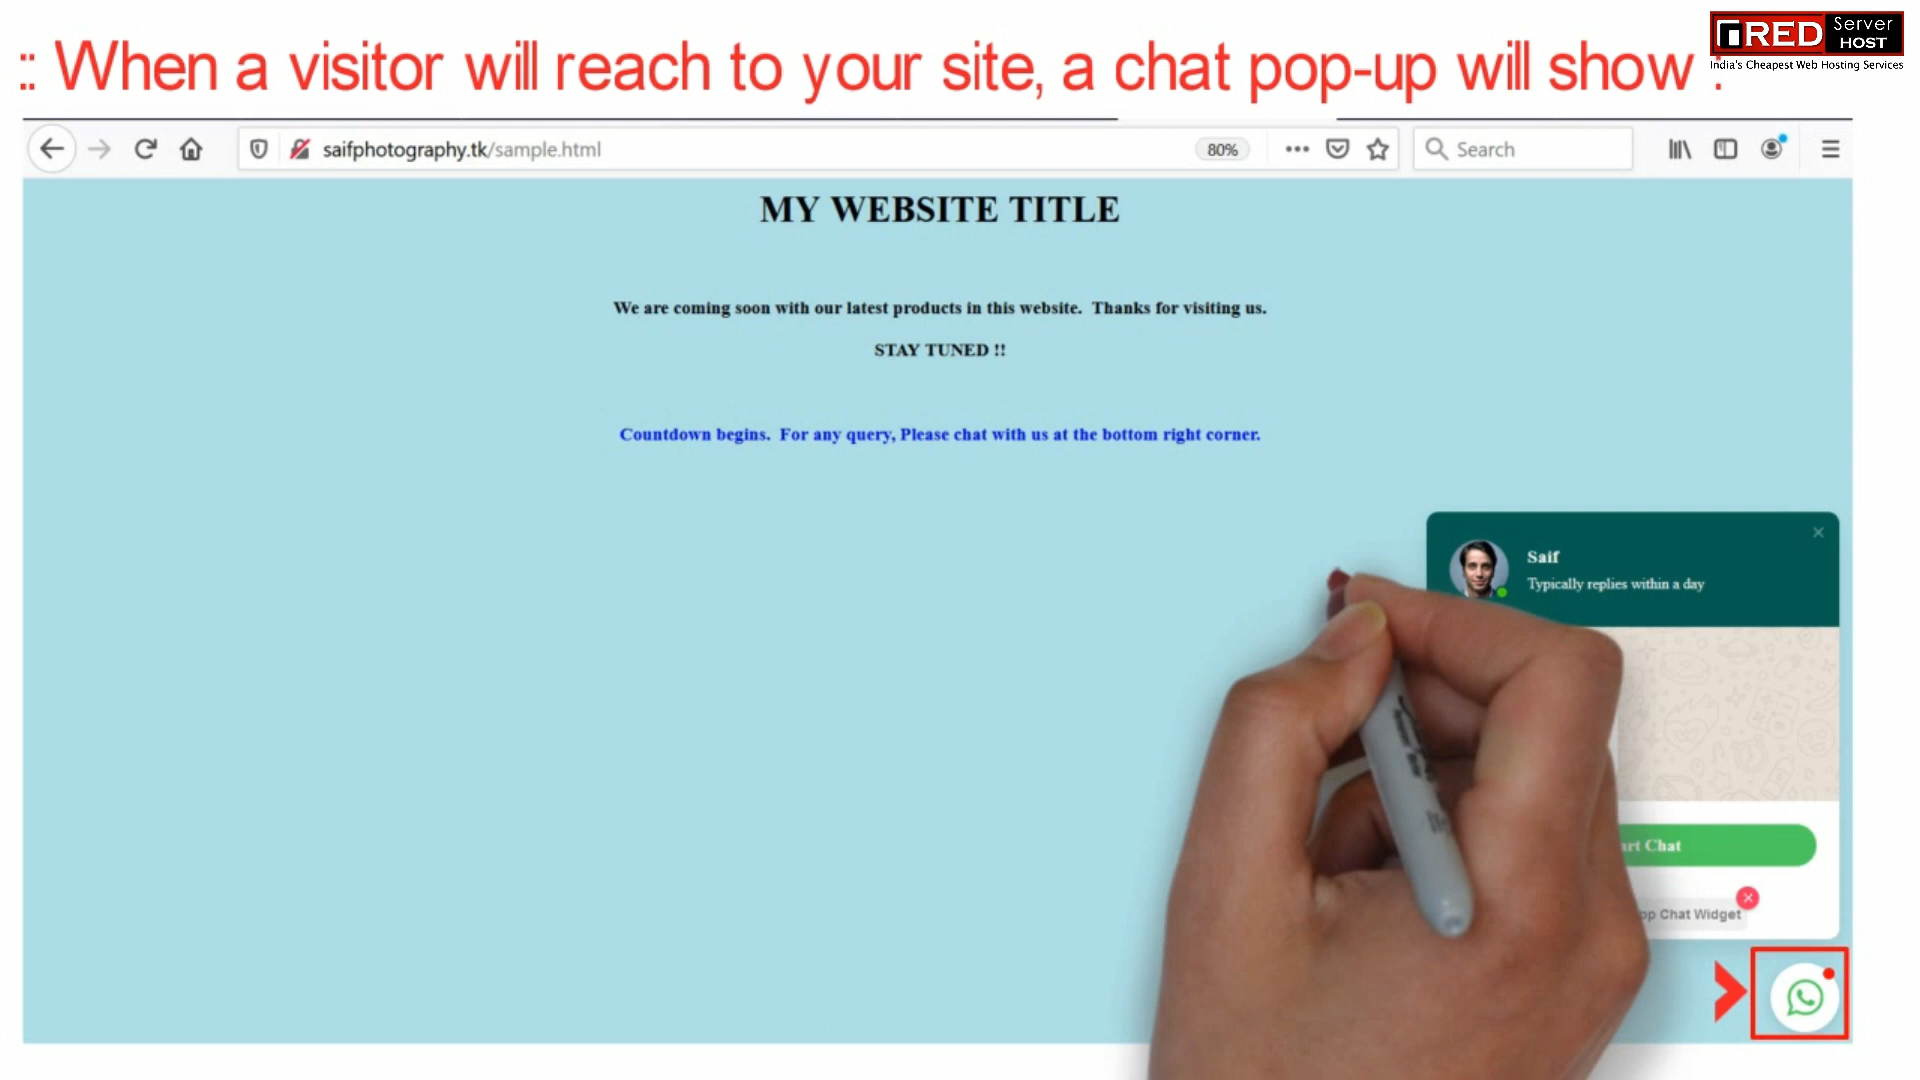 :: When a visitor will reach to your site, a chat pop-up will show :
RED Server HOST
India's Cheapest Web Hosting Services
saifphotography.tk/sample.html
80%
Search
MY WEBSITE TITLE
We are coming soon with our latest products in this website. Thanks for visiting us.
STAY TUNED !!
Countdown begins. For any query, Please chat with us at the bottom right corner.
Saif
Typically replies within a day
art Chat
pp Chat Widget